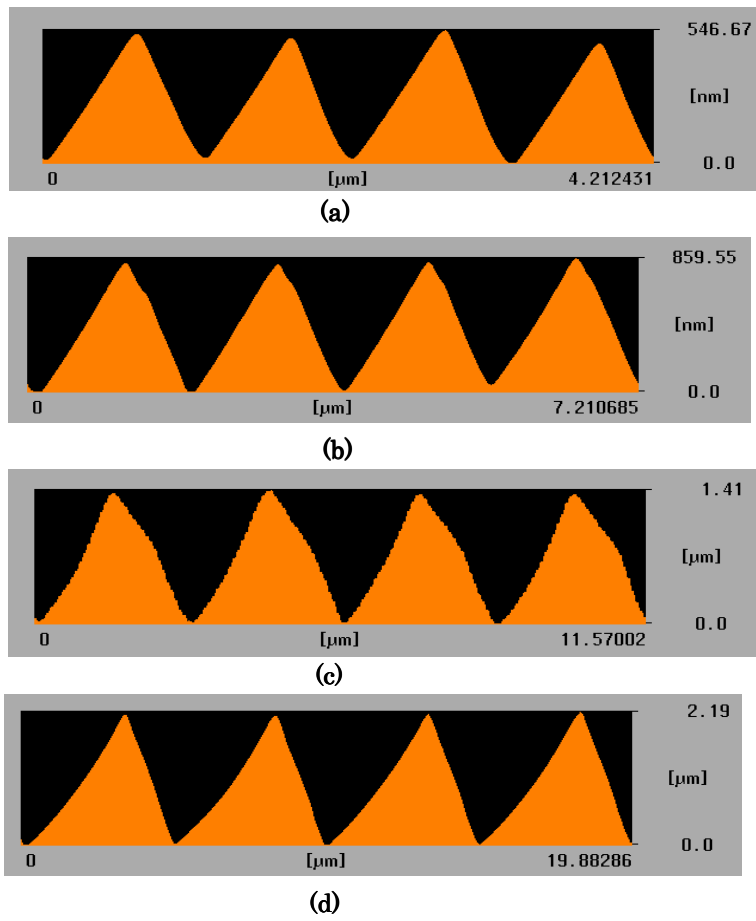 546.67
[nm]
0.0
0 [µm] 4.212431
(a)
859.55
[nm]
0.0
0 [µm] 7.210685
(b)
1.41
[µm]
0.0
0 [µm] 11.57002
(c)
2.19
[µm]
0.0
0 [µm] 19.88286
(d)